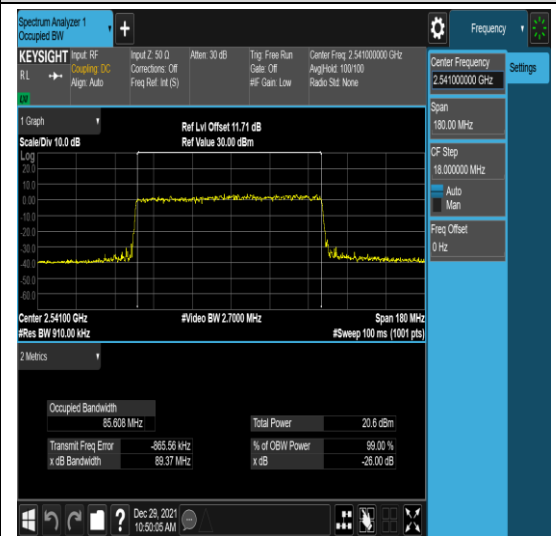 Spectrum Analyzer 1
Occupied BW
Frequency
KEYSIGHT
Input: RF
Coupling: DC
Align: Auto
Input Z: 50 Ω
Corrections: Off
Freq Ref: Int (S)
Atten: 30 dB
Trig: Free Run
Gate: Off
#IF Gain: Low
Center Freq: 2.541000000 GHz
Avg|Hold: 100/100
Radio Std: None
R L
Center Frequency
2.541000000 GHz
Settings
Span
180.00 MHz
CF Step
18.000000 MHz
Auto
Man
Freq Offset
0 Hz
1 Graph
Scale/Div 10.0 dB
Ref Lvl Offset 11.71 dB
Ref Value 30.00 dBm
Log
20.0
10.0
0.00
-10.0
-20.0
-30.0
-40.0
-50.0
-60.0
Center 2.54100 GHz
#Video BW 2.7000 MHz
Span 180 MHz
#Res BW 910.00 kHz
#Sweep 100 ms (1001 pts)
2 Metrics
Occupied Bandwidth
85.608 MHz
Total Power
20.6 dBm
Transmit Freq Error
-865.56 kHz
% of OBW Power
99.00 %
x dB Bandwidth
89.37 MHz
x dB
-26.00 dB
Dec 29, 2021
10:50:05 AM